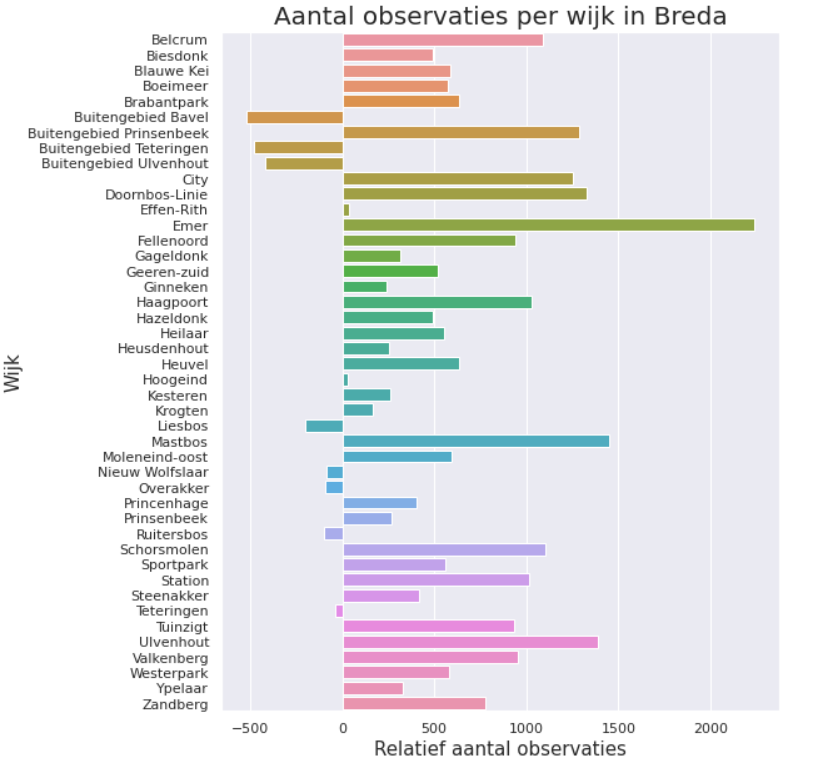 Aantal observaties per wijk in Breda
Belcrum
Biesdonk
Blauwe Kei
Boeimeer
Brabantpark
Buitengebied Bavel
Buitengebied Prinsenbeek
Buitengebied Teteringen
Buitengebied Ulvenhout
City
Doornbos-Linie
Effen-Rith
Emer
Fellenoord
Gageldonk
Geeren-zuid
Ginneken
Haagpoort
Hazeldonk
Heilaar
Heusdenhout
Heuvel
Hoogeind
Kesteren
Krogten
Liesbos
Mastbos
Moleneind-oost
Nieuw Wolfslaar
Overakker
Princenhage
Prinsenbeek
Ruitersbos
Schorsmolen
Sportpark
Station
Steenakker
Teteringen
Tuinzigt
Ulvenhout
Valkenberg
Westerpark
Ypelaar
Zandberg
Wijk
−500 0 500 1000 1500 2000
Relatief aantal observaties